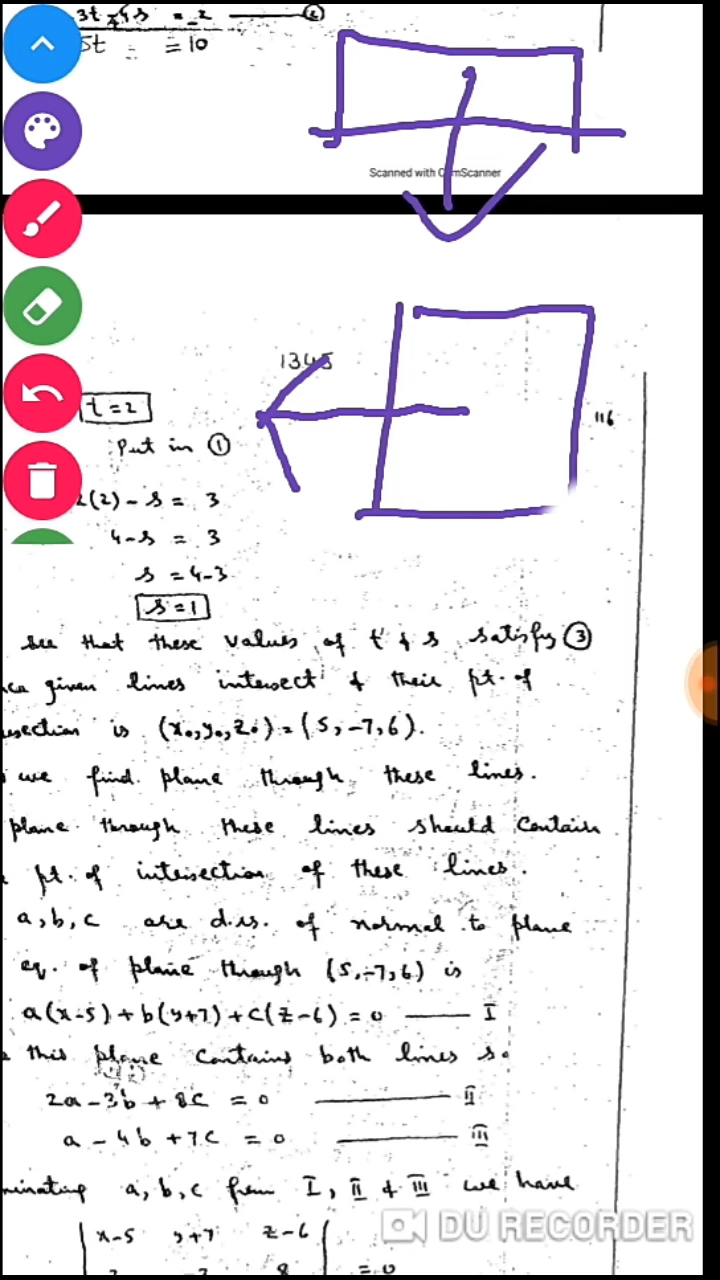 3t + 4s = -2 ——— ②
5t = 10
Scanned with CamScanner
1345
t = 2
116
Put in ①
2(2) - s = 3
4 - s = 3
s = 4 - 3
s = 1
see that these values of t & s satisfy ③
given lines intersect & their pt. of
is (x₀, y₀, z₀) = (5, -7, 6).
we find plane through these lines.
plane through these lines should contain
pt. of intersection of these lines.
a, b, c are d.rs. of normal to plane
eq. of plane through (5, -7, 6) is
a(x-5) + b(y+7) + c(z-6) = 0 ——— I
this plane contains both lines so
2a - 3b + 8c = 0 ——— II
a - 4b + 7c = 0 ——— III
a, b, c from I, II & III we have
x-5 y+7 z-6
8 = 0
DU RECORDER